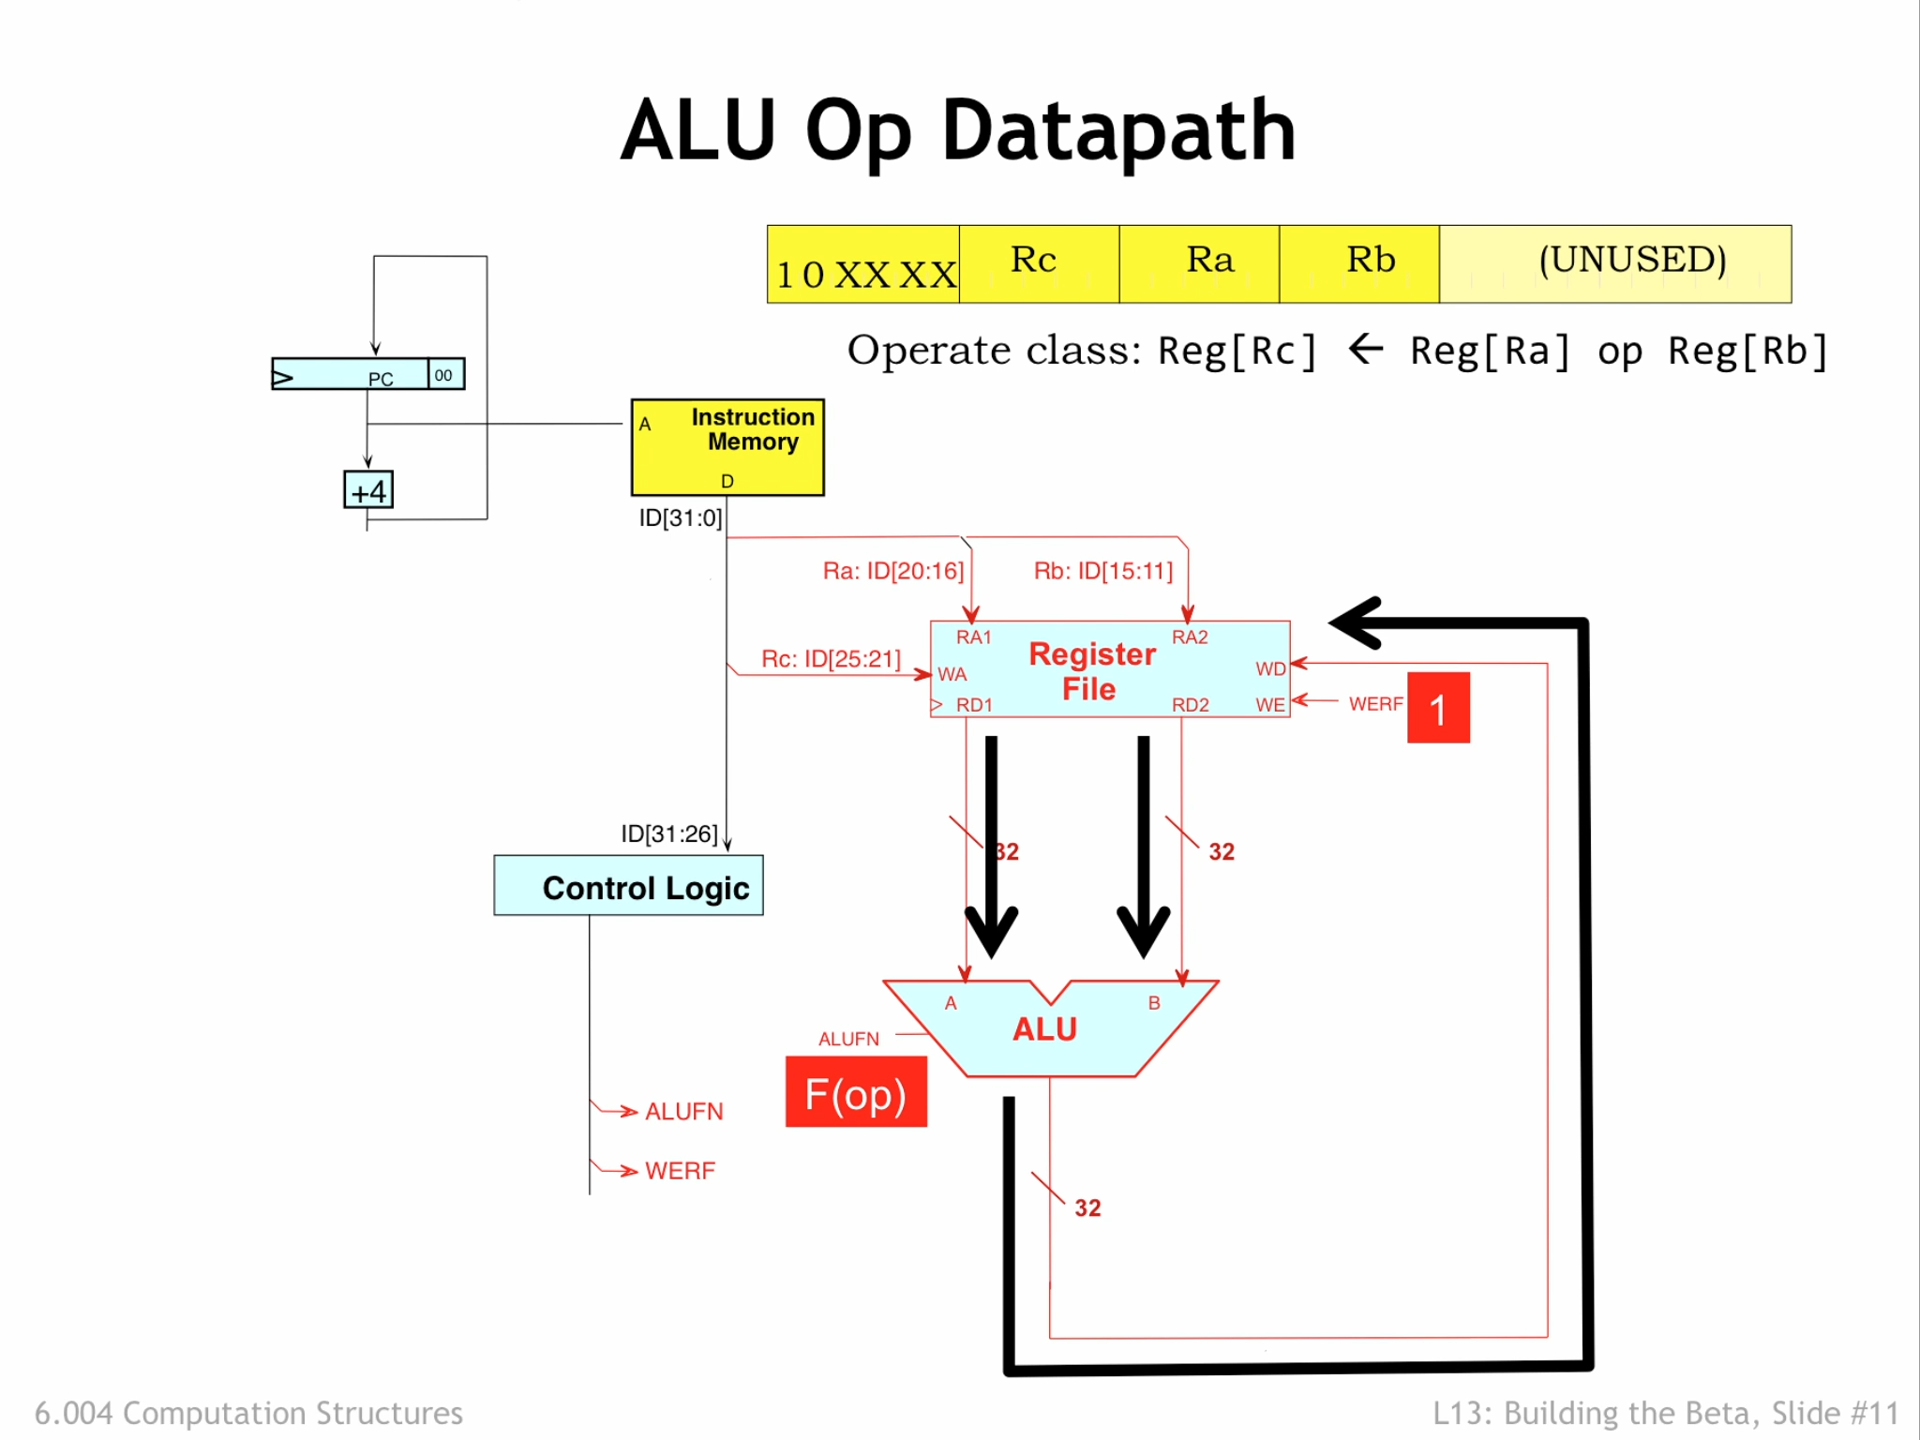 ALU Op Datapath
10XXXX Rc Ra Rb (UNUSED)
Operate class: Reg[Rc] ← Reg[Ra] op Reg[Rb]
PC 00
+4
A Instruction
Memory
D
ID[31:0]
Ra: ID[20:16] Rb: ID[15:11]
RA1 RA2
Rc: ID[25:21] WA Register
File WD
RD1 RD2 WE WERF 1
32 32
ID[31:26]
Control Logic
A B
ALU
ALUFN
F(op)
ALUFN
WERF
32
6.004 Computation Structures
L13: Building the Beta, Slide #11